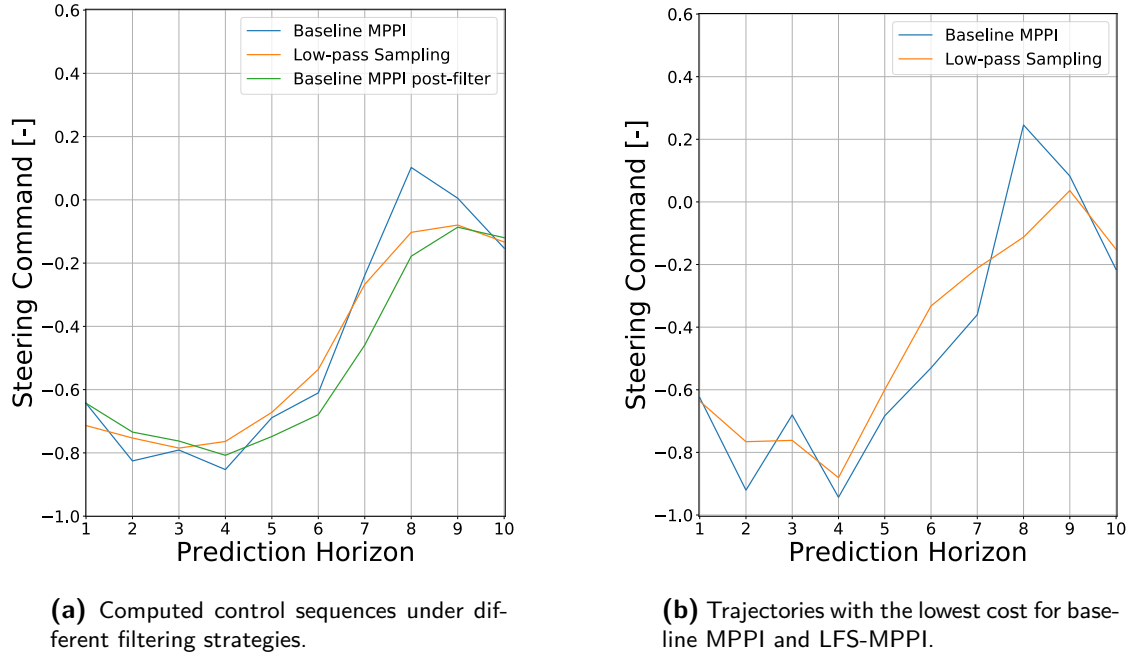 0.6
0.4
0.2
0.0
−0.2
−0.4
−0.6
−0.8
−1.0
Steering Command [-]
Baseline MPPI
Low-pass Sampling
Baseline MPPI post-filter
1 2 3 4 5 6 7 8 9 10
Prediction Horizon
(a) Computed control sequences under dif-
ferent filtering strategies.
0.6
0.4
0.2
0.0
−0.2
−0.4
−0.6
−0.8
−1.0
Steering Command [-]
Baseline MPPI
Low-pass Sampling
1 2 3 4 5 6 7 8 9 10
Prediction Horizon
(b) Trajectories with the lowest cost for base-
line MPPI and LFS-MPPI.